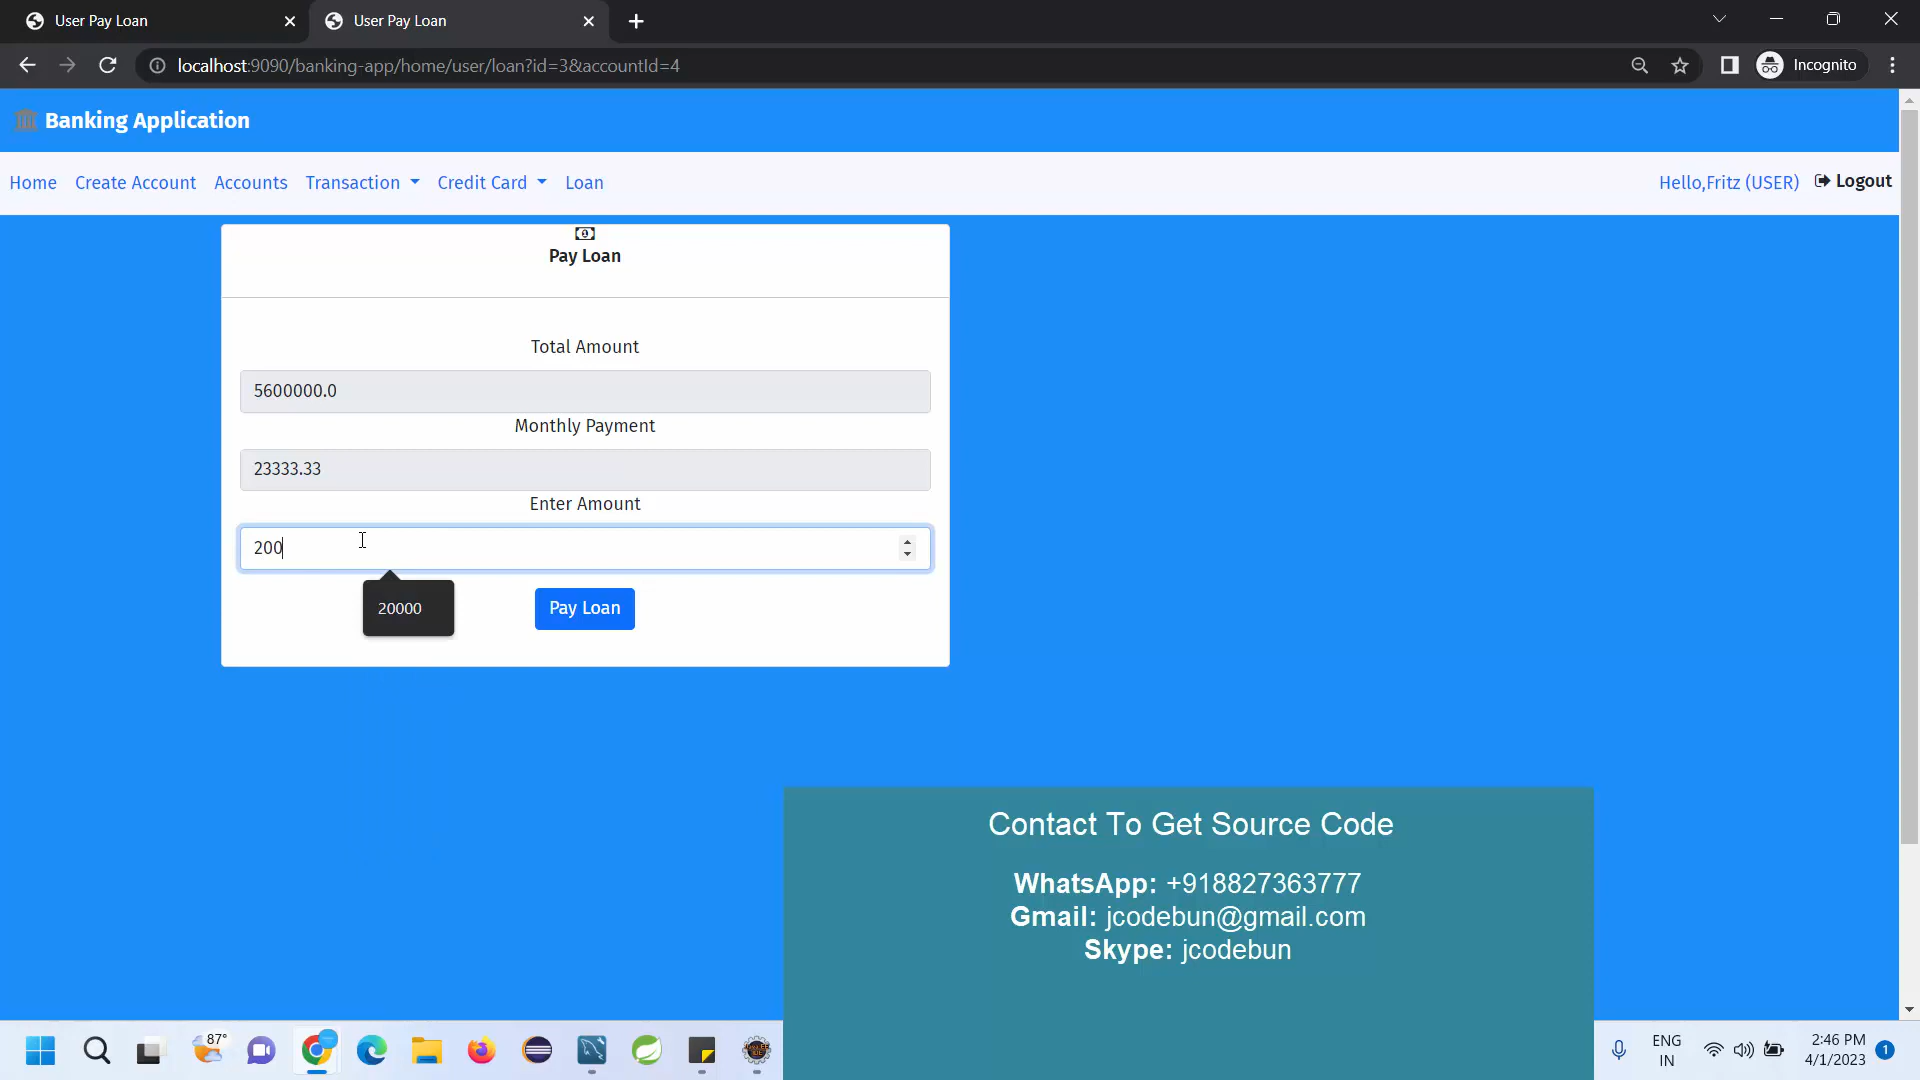 User Pay Loan
User Pay Loan
localhost:9090/banking-app/home/user/loan?id=3&accountId=4
Incognito
Banking Application
Home
Create Account
Accounts
Transaction
Credit Card
Loan
Hello,Fritz (USER)
Logout
Pay Loan
Total Amount
5600000.0
Monthly Payment
23333.33
Enter Amount
200
20000
Pay Loan
Contact To Get Source Code
WhatsApp: +918827363777
Gmail: jcodebun@gmail.com
Skype: jcodebun
87°
ENG
IN
2:46 PM
4/1/2023
1